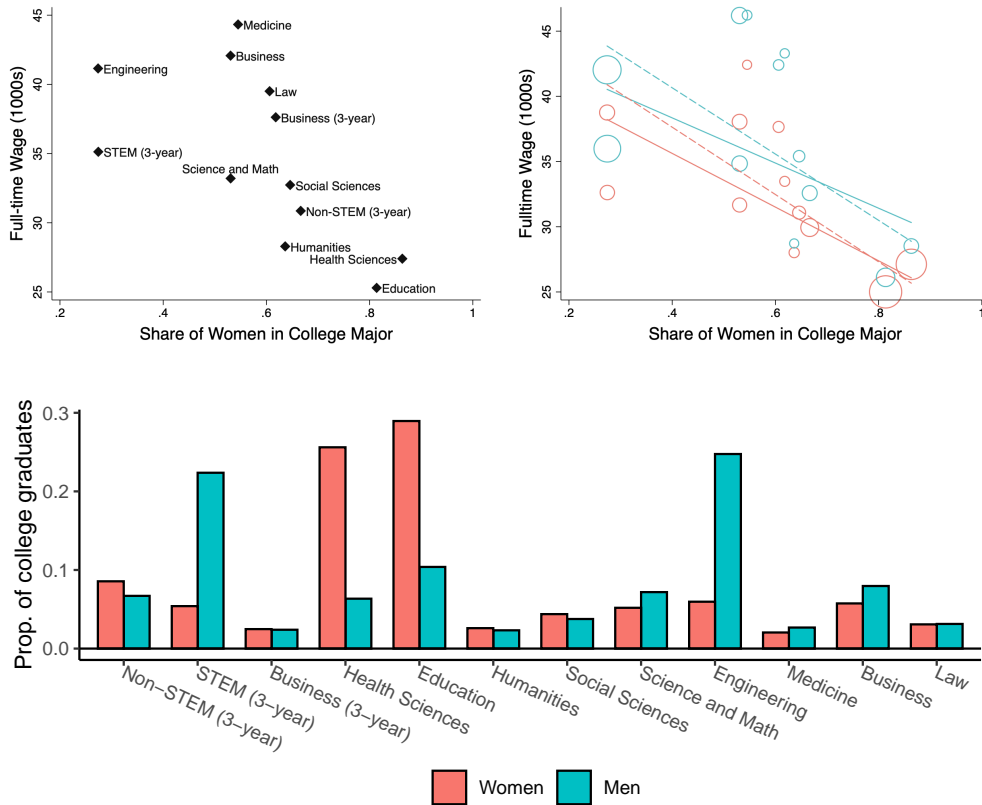 Full-time Wage (1000s)
45
40
35
30
25
Medicine
Business
Engineering
Law
Business (3-year)
STEM (3-year)
Science and Math
Social Sciences
Non-STEM (3-year)
Humanities
Health Sciences
Education
.2 .4 .6 .8 1
Share of Women in College Major
Fulltime Wage (1000s)
45
40
35
30
25
.2 .4 .6 .8 1
Share of Women in College Major
Prop. of college graduates
0.3
0.2
0.1
0.0
Non−STEM (3−year)
STEM (3−year)
Business (3−year)
Health Sciences
Education
Humanities
Social Sciences
Science and Math
Engineering
Medicine
Business
Law
Women Men